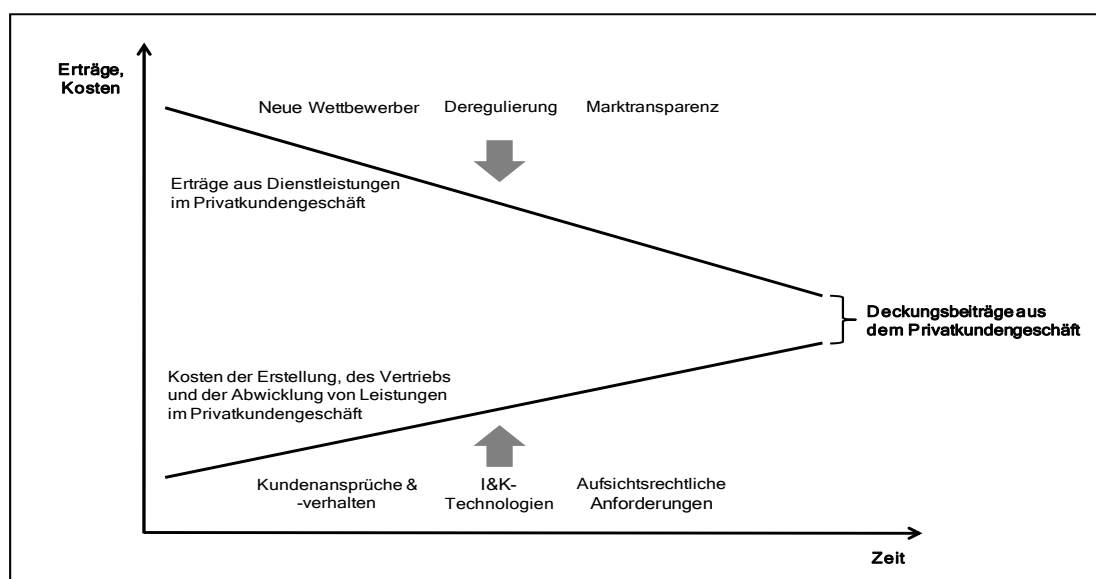 Erträge,
Kosten
Neue Wettbewerber
Deregulierung
Marktransparenz
Erträge aus Dienstleistungen
im Privatkundengeschäft
Deckungsbeiträge aus
dem Privatkundengeschäft
Kosten der Erstellung, des Vertriebs
und der Abwicklung von Leistungen
im Privatkundengeschäft
Kundenansprüche &
-verhalten
I&K-
Technologien
Aufsichtsrechtliche
Anforderungen
Zeit